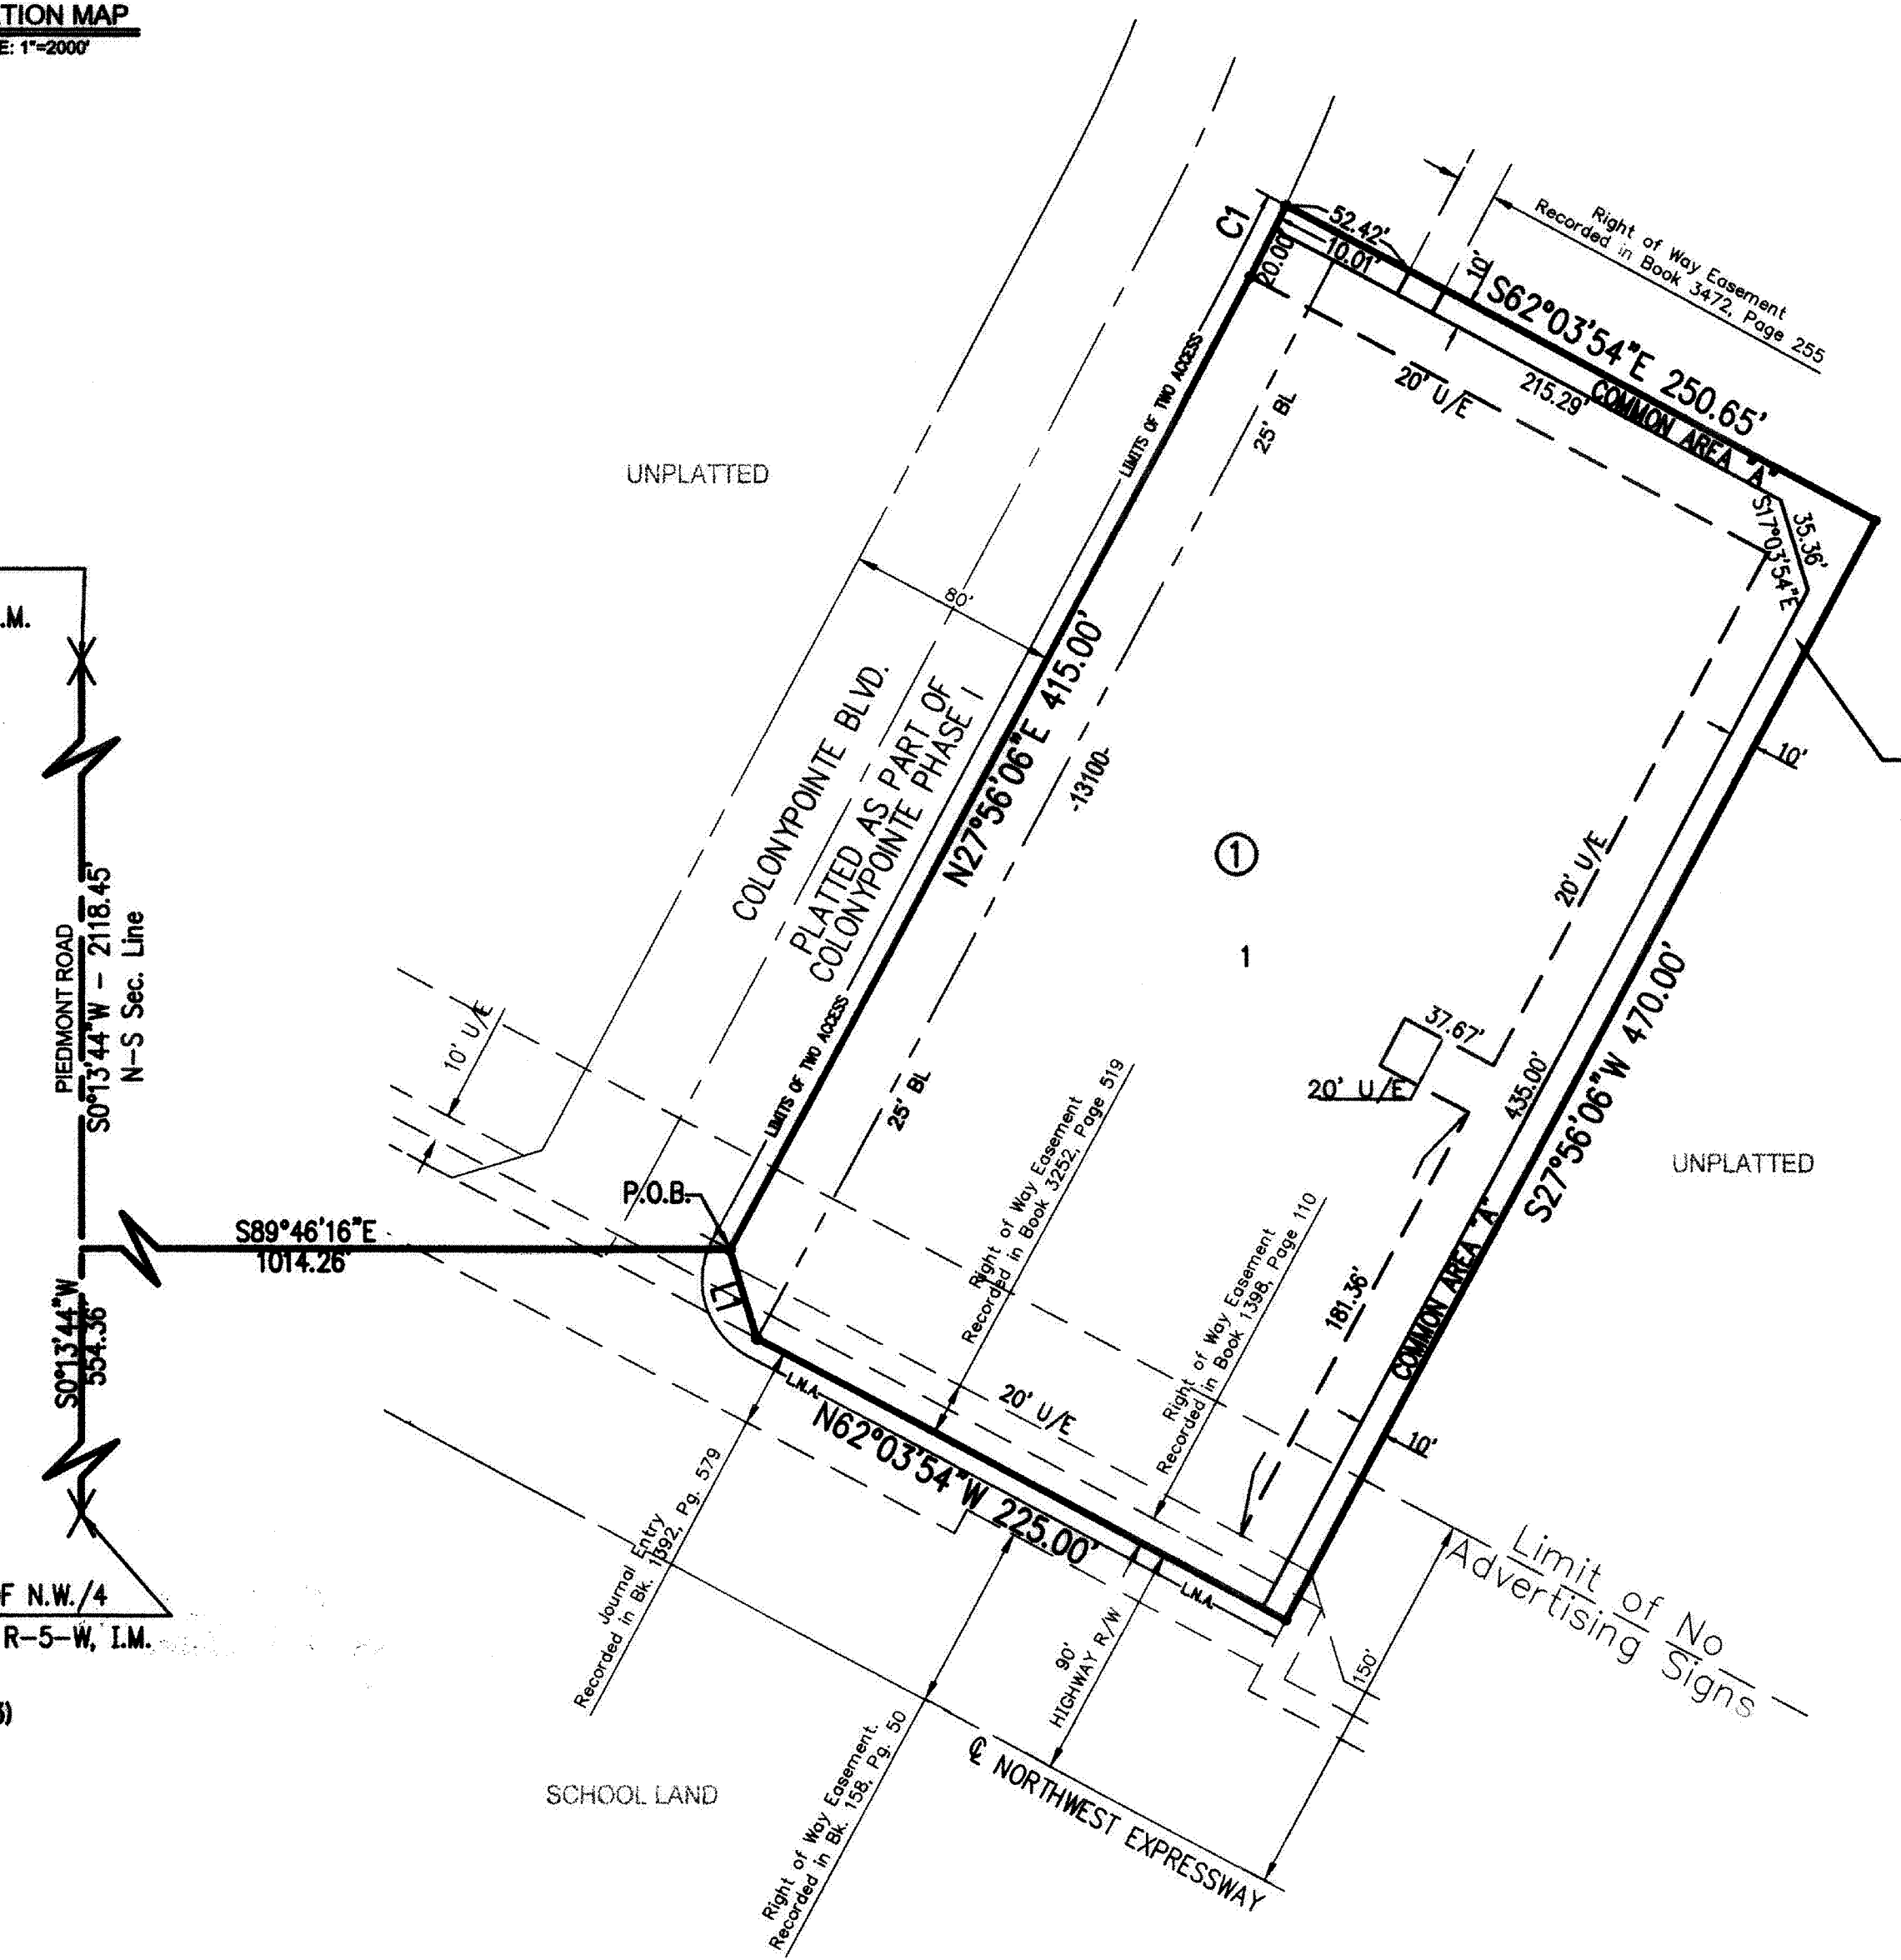 TION MAP
E: 1"=2000'
C1
52.42'
10.01'
20.00'
10'
Right of Way Easement
Recorded in Book 3472, Page 255
S62°03'54"E 250.65'
20' U/E
215.29'
COMMON AREA "A"
S17°03'54"E
35.36'
25' BL
LIMITS OF TWO ACCESS
UNPLATTED
80'
.M.
COLONYPOINTE BLVD.
PLATTED AS PART OF
COLONYPOINTE PHASE I
N27°56'06"E 415.00'
-13100-
10'
1
1
20' U/E
PIEDMONT ROAD
S0°13'44"W - 2118.45'
N-S Sec. Line
10' U/E
LIMITS OF TWO ACCESS
25' BL
37.67'
20' U/E
435.00'
S27°56'06"W 470.00'
UNPLATTED
Right of Way Easement
Recorded in Book 3252, Page 519
Right of Way Easement
Recorded in Book 1398, Page 110
P.O.B.
S89°46'16"E
1014.26'
L1
S0°13'44"W
554.36'
181.36'
COMMON AREA "A"
L.N.A.
20' U/E
N62°03'54"W 225.00'
10'
L.N.A.
Journal Entry
Recorded in Bk. 1392, Pg. 579
Limit of No
Advertising Signs
F N.W./4
R-5-W, I.M.
3)
90'
HIGHWAY R/W
150'
Right of Way Easement.
Recorded in Bk. 158, Pg. 50
SCHOOL LAND
℄ NORTHWEST EXPRESSWAY